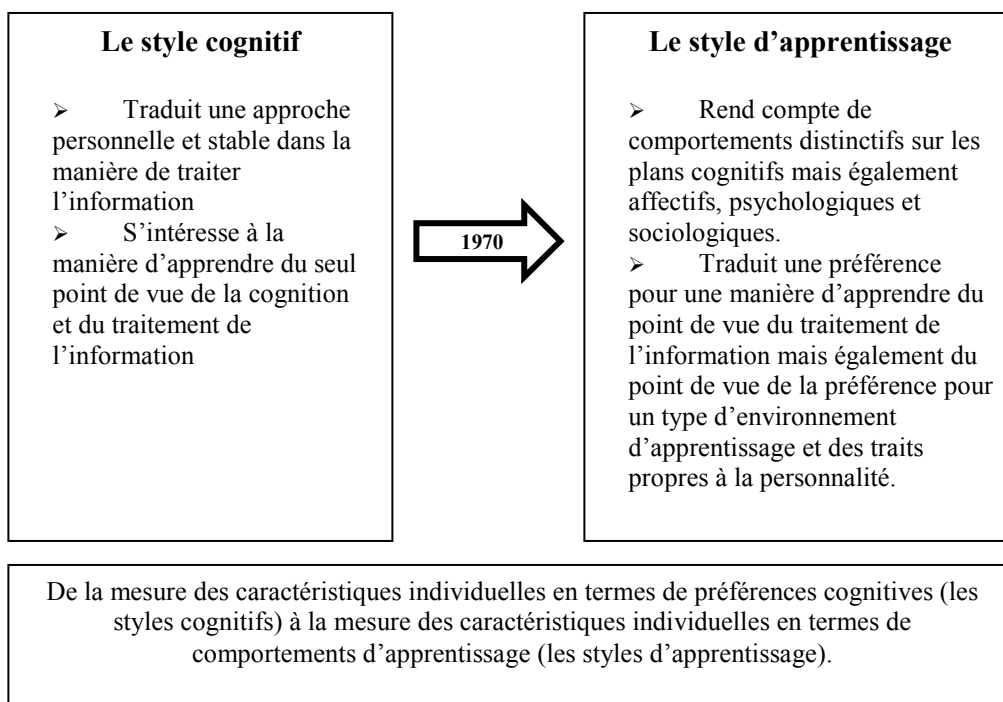 Le style cognitif
➢ Traduit une approche
personnelle et stable dans la
manière de traiter
l’information
➢ S’intéresse à la
manière d’apprendre du seul
point de vue de la cognition
et du traitement de
l’information
1970
Le style d’apprentissage
➢ Rend compte de
comportements distinctifs sur les
plans cognitifs mais également
affectifs, psychologiques et
sociologiques.
➢ Traduit une préférence
pour une manière d’apprendre du
point de vue du traitement de
l’information mais également du
point de vue de la préférence pour
un type d’environnement
d’apprentissage et des traits
propres à la personnalité.
De la mesure des caractéristiques individuelles en termes de préférences cognitives (les
styles cognitifs) à la mesure des caractéristiques individuelles en termes de
comportements d’apprentissage (les styles d’apprentissage).